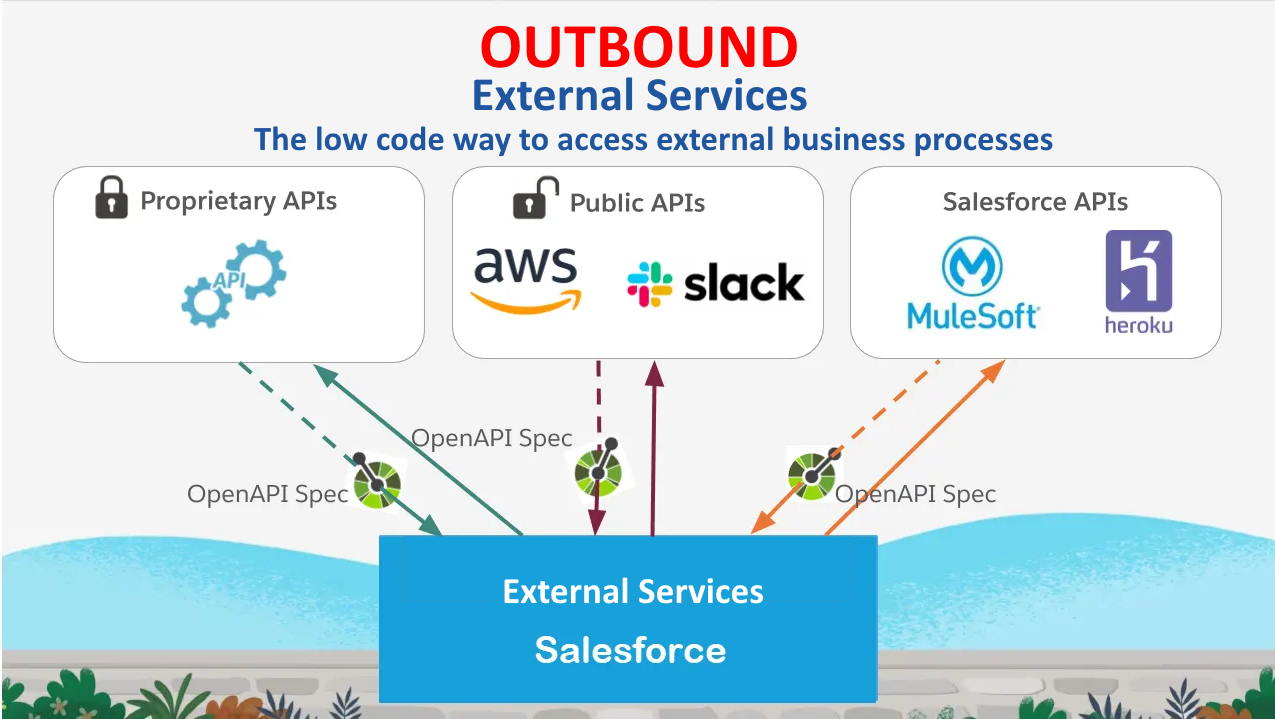 OUTBOUND
External Services
The low code way to access external business processes
Proprietary APIs
API
Public APIs
aws
slack
Salesforce APIs
MuleSoft
heroku
OpenAPI Spec
OpenAPI Spec
OpenAPI Spec
External Services
Salesforce